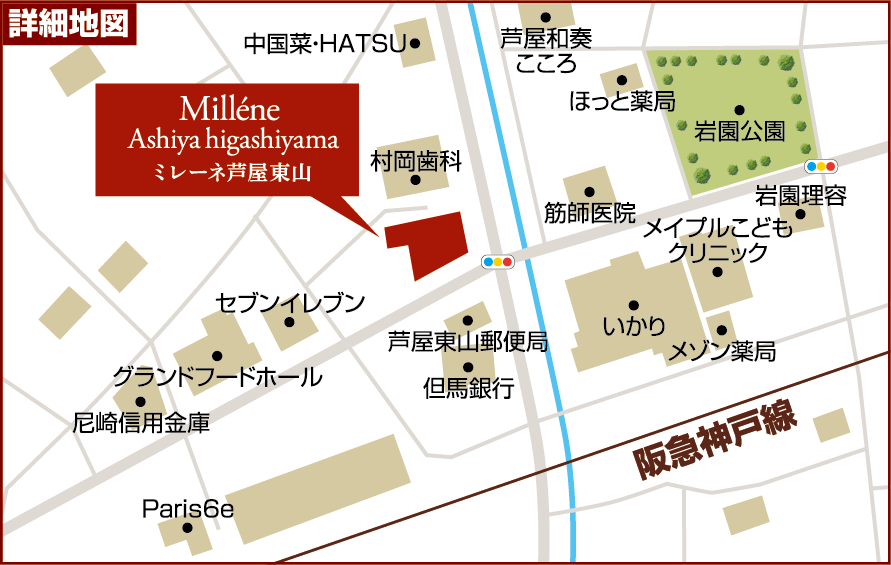 詳細地図
中国菜・HATSU
芦屋和奏
こころ
ほっと薬局
岩園公園
Milléne
Ashiya higashiyama
ミレーネ芦屋東山
村岡歯科
筋師医院
岩園理容
メイプルこども
クリニック
セブンイレブン
芦屋東山郵便局
いかり
メゾン薬局
グランドフードホール
但馬銀行
尼崎信用金庫
阪急神戸線
Paris6e